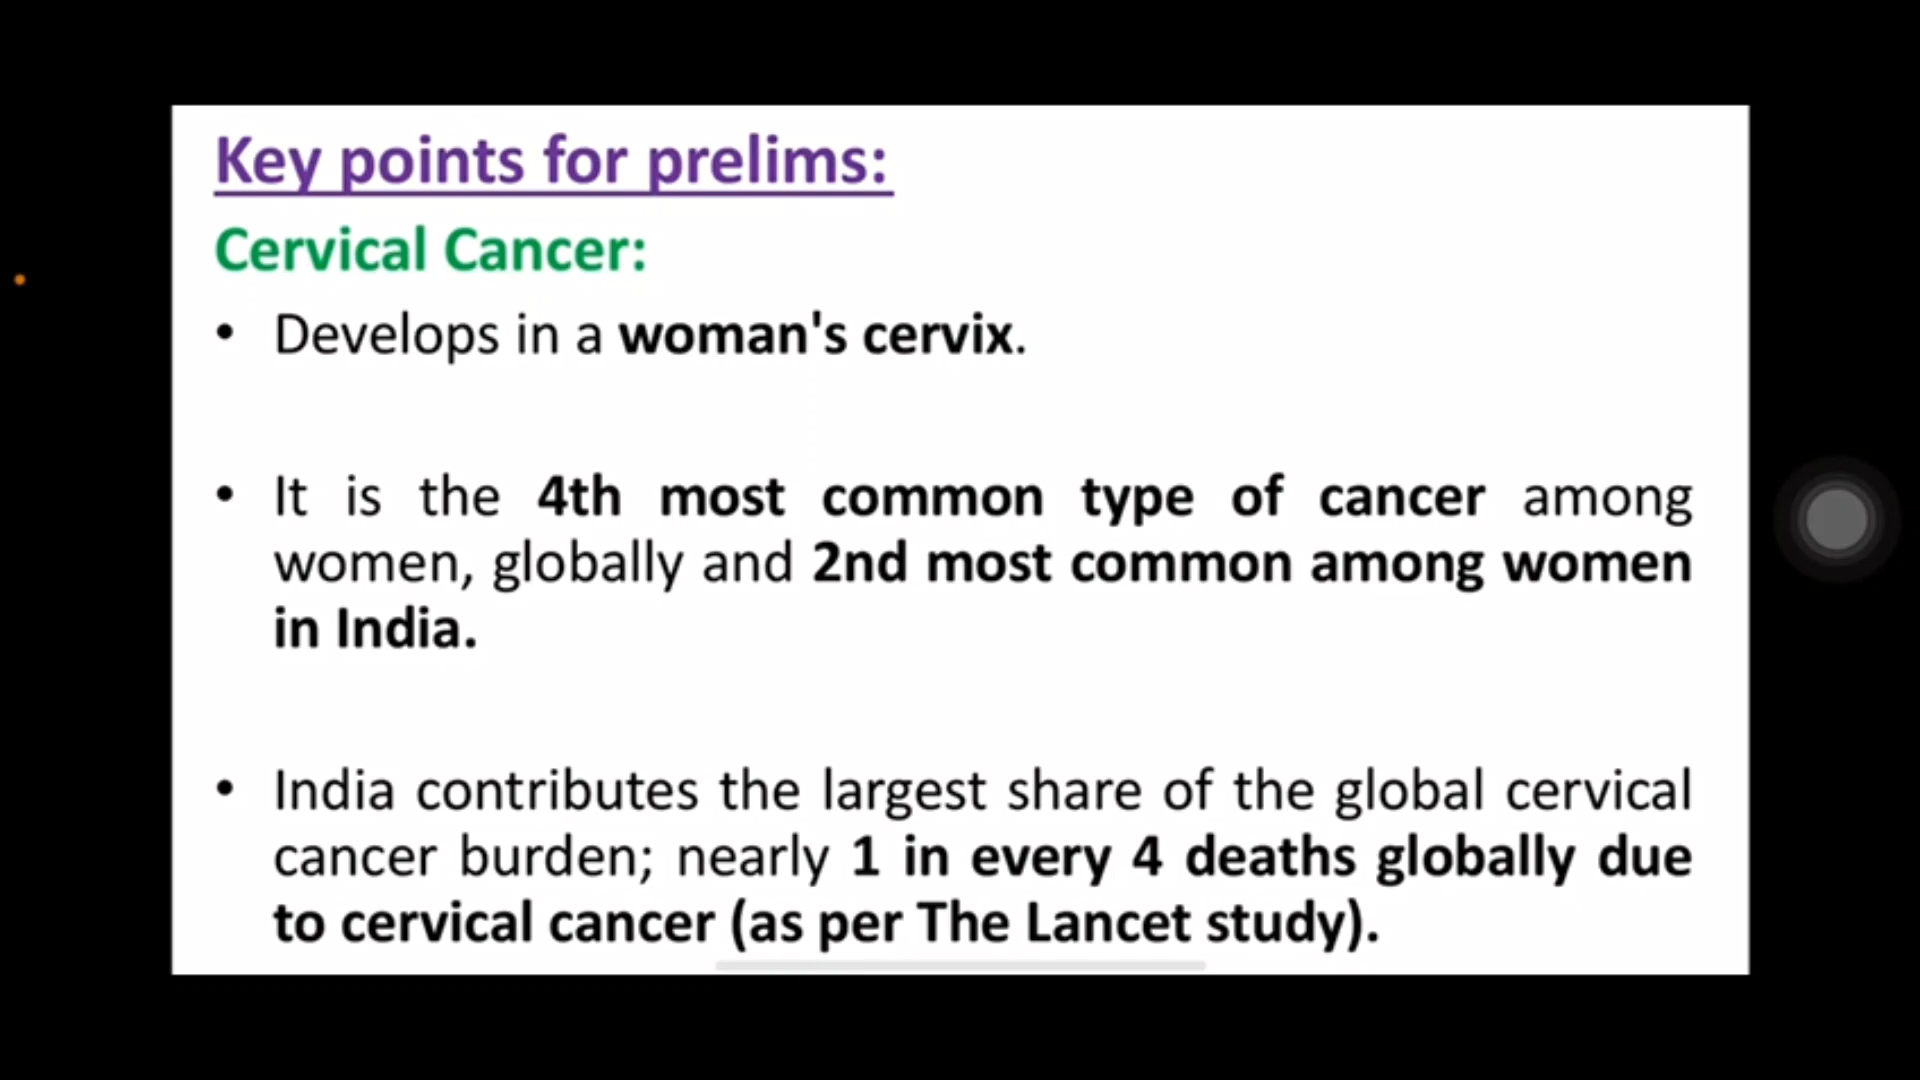 Key points for prelims:
Cervical Cancer:
• Develops in a woman's cervix.
• It is the 4th most common type of cancer among
women, globally and 2nd most common among women
in India.
• India contributes the largest share of the global cervical
cancer burden; nearly 1 in every 4 deaths globally due
to cervical cancer (as per The Lancet study).